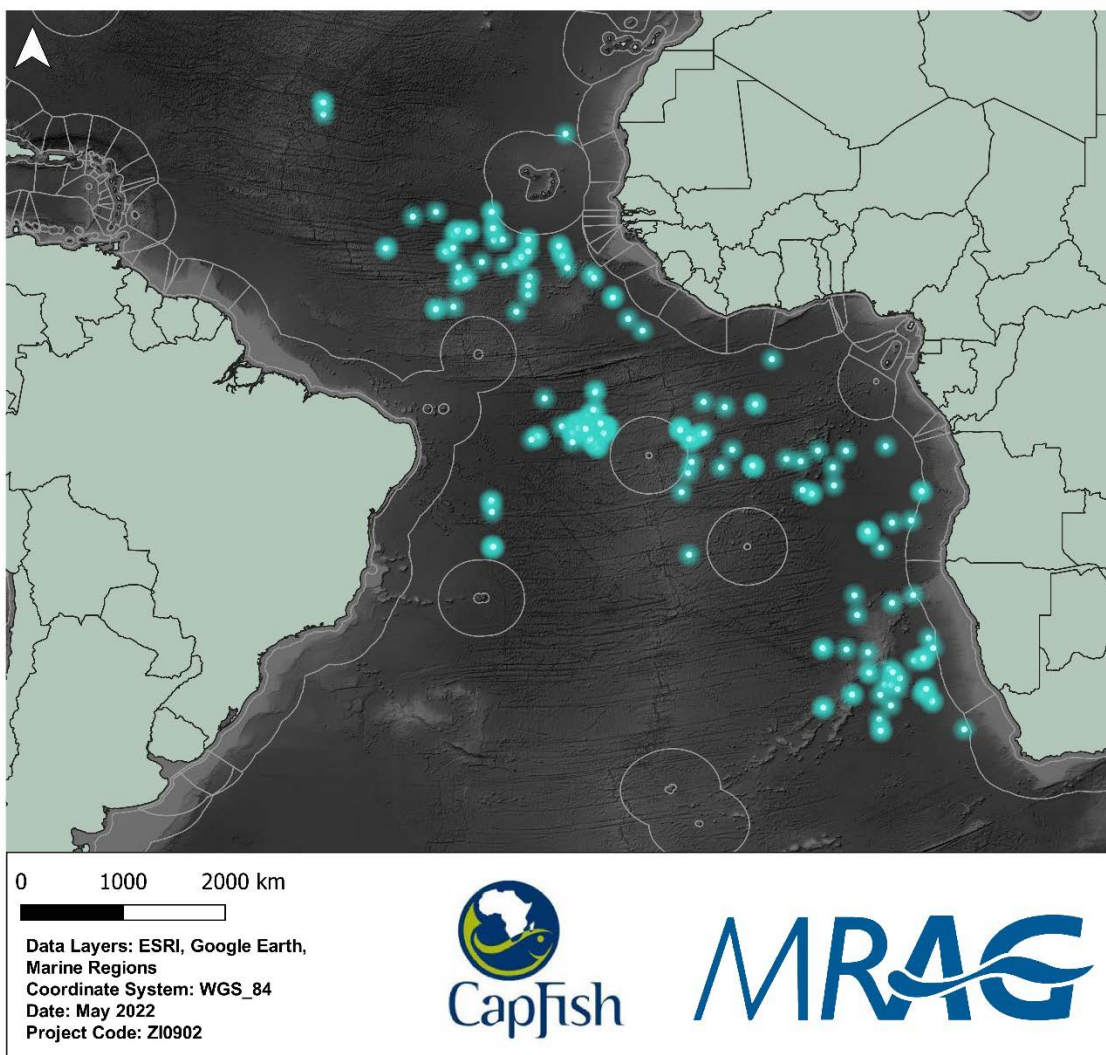 0 1000 2000 km
Data Layers: ESRI, Google Earth,
Marine Regions
Coordinate System: WGS_84
Date: May 2022
Project Code: ZI0902
CapFish
MRAG